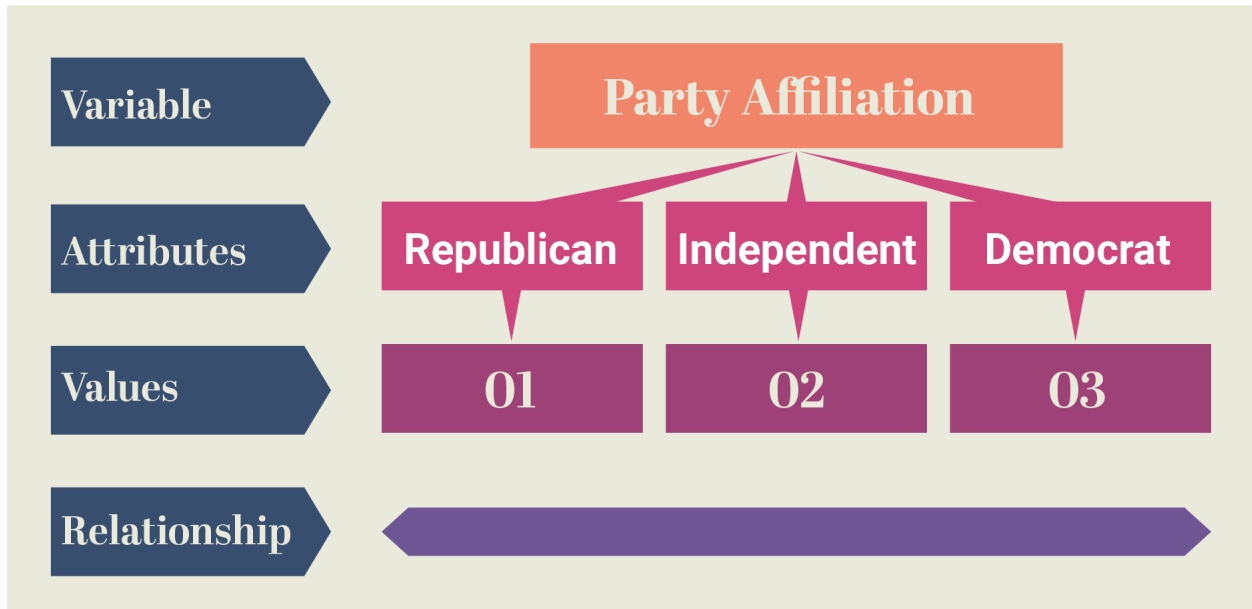 Variable
Party Affiliation
Attributes
Republican
Independent
Democrat
Values
01
02
03
Relationship